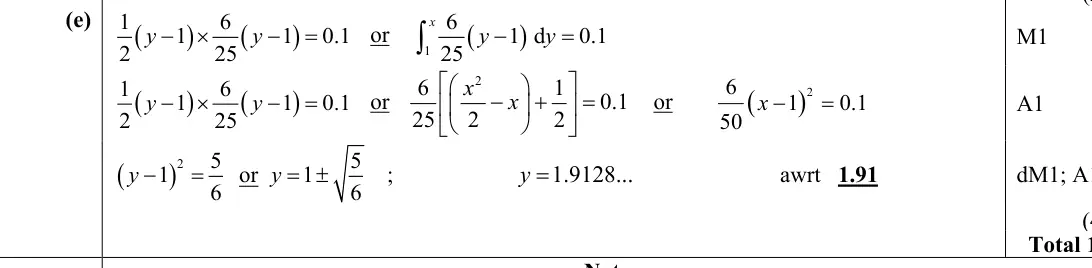 (e) 1/2(y−1)×6/25(y−1)=0.1 or ∫₁ˣ 6/25(y−1) dy=0.1 M1
1/2(y−1)×6/25(y−1)=0.1 or 6/25[(x²/2−x)+1/2]=0.1 or 6/50(x−1)²=0.1 A1
(y−1)²=5/6 or y=1±√(5/6) ; y=1.9128... awrt 1.91 dM1; A
(4
Total 1